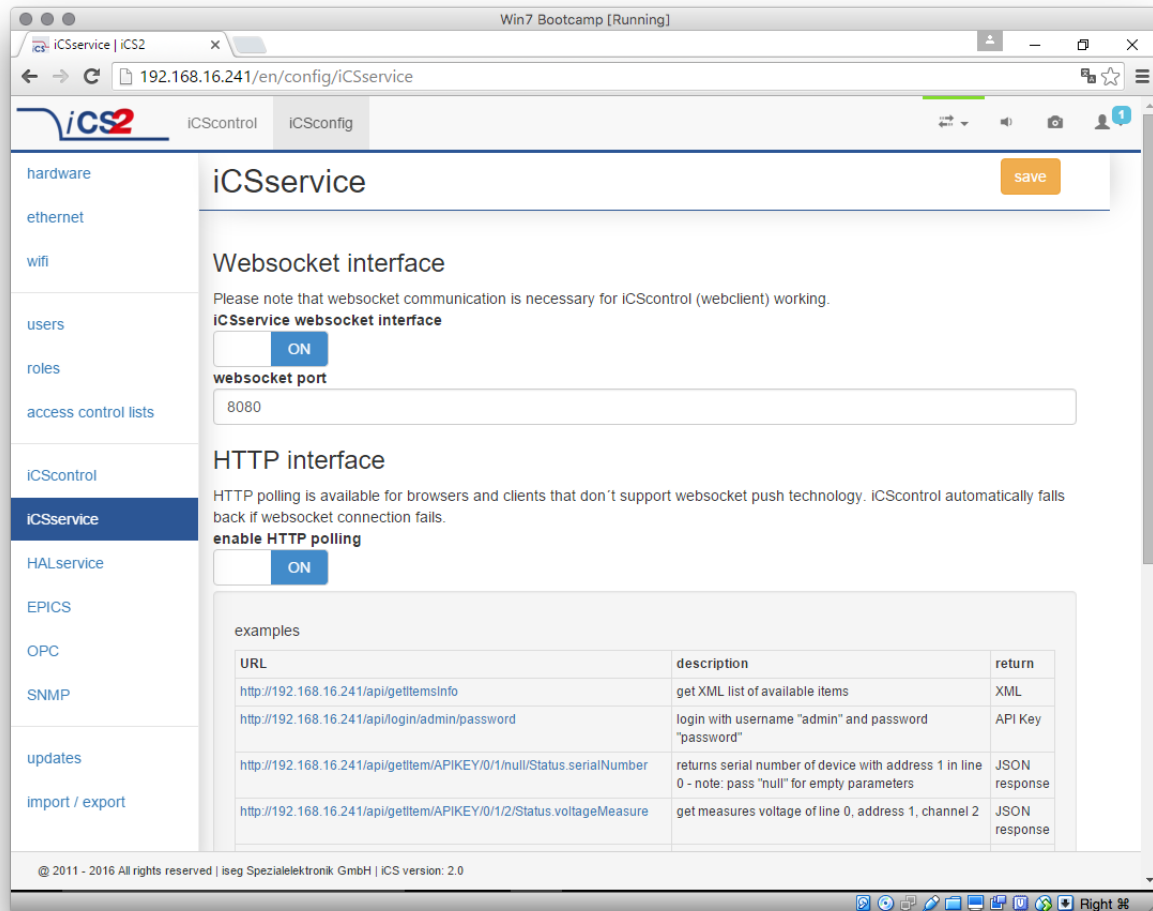 Win7 Bootcamp [Running]
iCSservice | iCS2
192.168.16.241/en/config/iCSservice
iCS2
iCScontrol
iCSconfig
1
hardware
ethernet
wifi
users
roles
access control lists
iCScontrol
iCSservice
HALservice
EPICS
OPC
SNMP
updates
import / export
iCSservice
save
Websocket interface
Please note that websocket communication is necessary for iCScontrol (webclient) working.
iCSservice websocket interface
ON
websocket port
8080
HTTP interface
HTTP polling is available for browsers and clients that don´t support websocket push technology. iCScontrol automatically falls
back if websocket connection fails.
enable HTTP polling
ON
examples
URL description return
http://192.168.16.241/api/getItemsInfo get XML list of available items XML
http://192.168.16.241/api/login/admin/password login with username "admin" and password API Key
"password"
http://192.168.16.241/api/getItem/APIKEY/0/1/null/Status.serialNumber returns serial number of device with address 1 in line JSON
0 - note: pass "null" for empty parameters response
http://192.168.16.241/api/getItem/APIKEY/0/1/2/Status.voltageMeasure get measures voltage of line 0, address 1, channel 2 JSON
response
@ 2011 - 2016 All rights reserved | iseg Spezialelektronik GmbH | iCS version: 2.0
Right ⌘